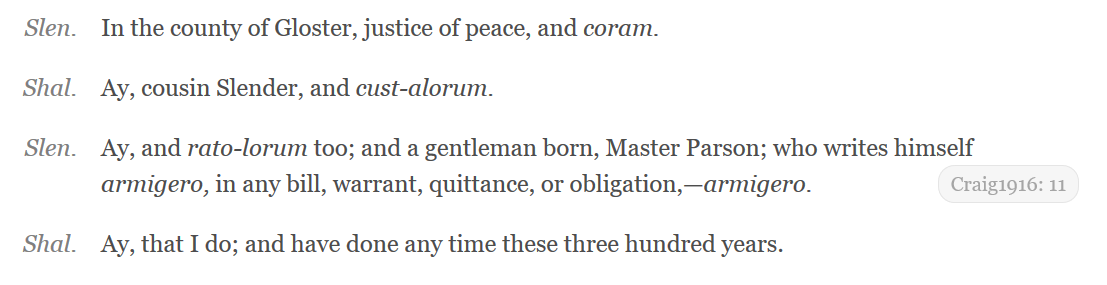 Slen. In the county of Gloster, justice of peace, and coram.
Shal. Ay, cousin Slender, and cust-alorum.
Slen. Ay, and rato-lorum too; and a gentleman born, Master Parson; who writes himself
armigero, in any bill, warrant, quittance, or obligation,—armigero.
Craig1916: 11
Shal. Ay, that I do; and have done any time these three hundred years.